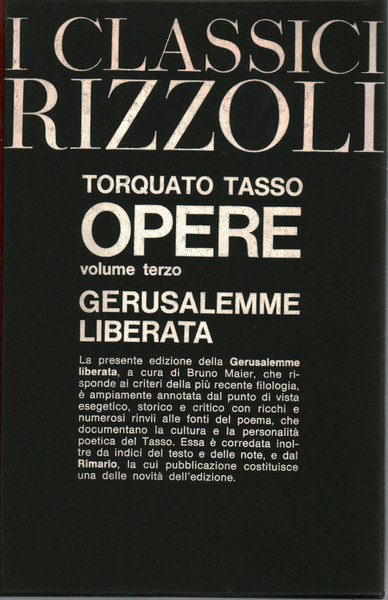 I CLASSICI
RIZZOLI
TORQUATO TASSO
OPERE
volume terzo
GERUSALEMME
LIBERATA
La presente edizione della Gerusalemme
liberata, a cura di Bruno Maier, che ri-
sponde ai criteri della più recente filologia,
è ampiamente annotata dal punto di vista
esegetico, storico e critico con ricchi e
numerosi rinvii alle fonti del poema, che
documentano la cultura e la personalità
poetica del Tasso. Essa è corredata inol-
tre da indici del testo e delle note, e dal
Rimario, la cui pubblicazione costituisce
una delle novità dell'edizione.